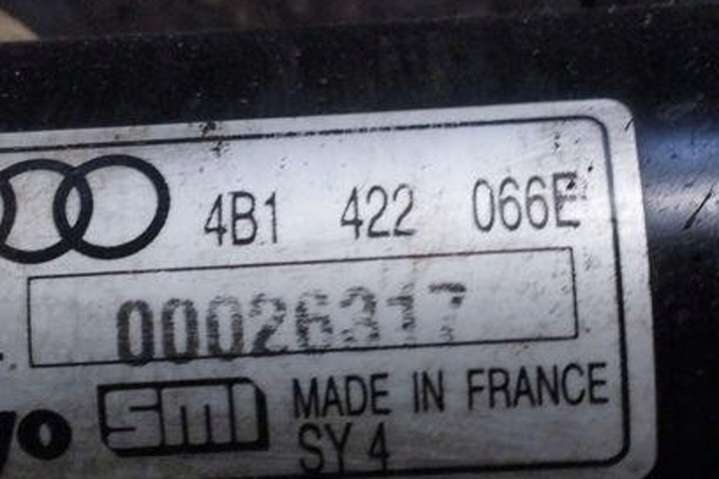 4B1 422 066E
00026317
smi MADE IN FRANCE
SY 4